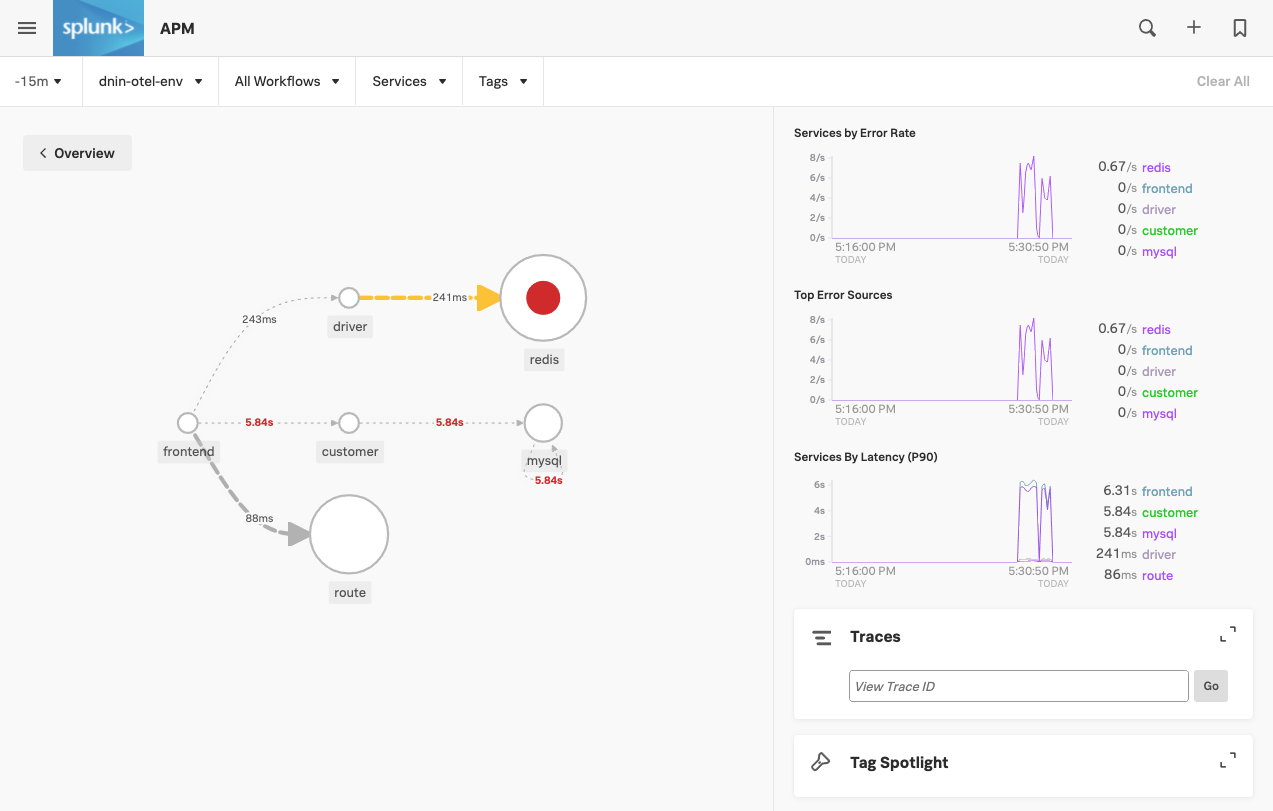 splunk> APM
-15m dnin-otel-env All Workflows Services Tags Clear All
Overview
243ms
driver
241ms
redis
frontend
5.84s
customer
5.84s
mysql
5.84s
88ms
route
Services by Error Rate
8/s
6/s
4/s
2/s
0/s
5:16:00 PM 5:30:50 PM
TODAY TODAY
0.67/s redis
0/s frontend
0/s driver
0/s customer
0/s mysql
Top Error Sources
8/s
6/s
4/s
2/s
0/s
5:16:00 PM 5:30:50 PM
TODAY TODAY
0.67/s redis
0/s frontend
0/s driver
0/s customer
0/s mysql
Services By Latency (P90)
6s
4s
2s
0ms
5:16:00 PM 5:30:50 PM
TODAY TODAY
6.31s frontend
5.84s customer
5.84s mysql
241ms driver
86ms route
Traces
View Trace ID Go
Tag Spotlight